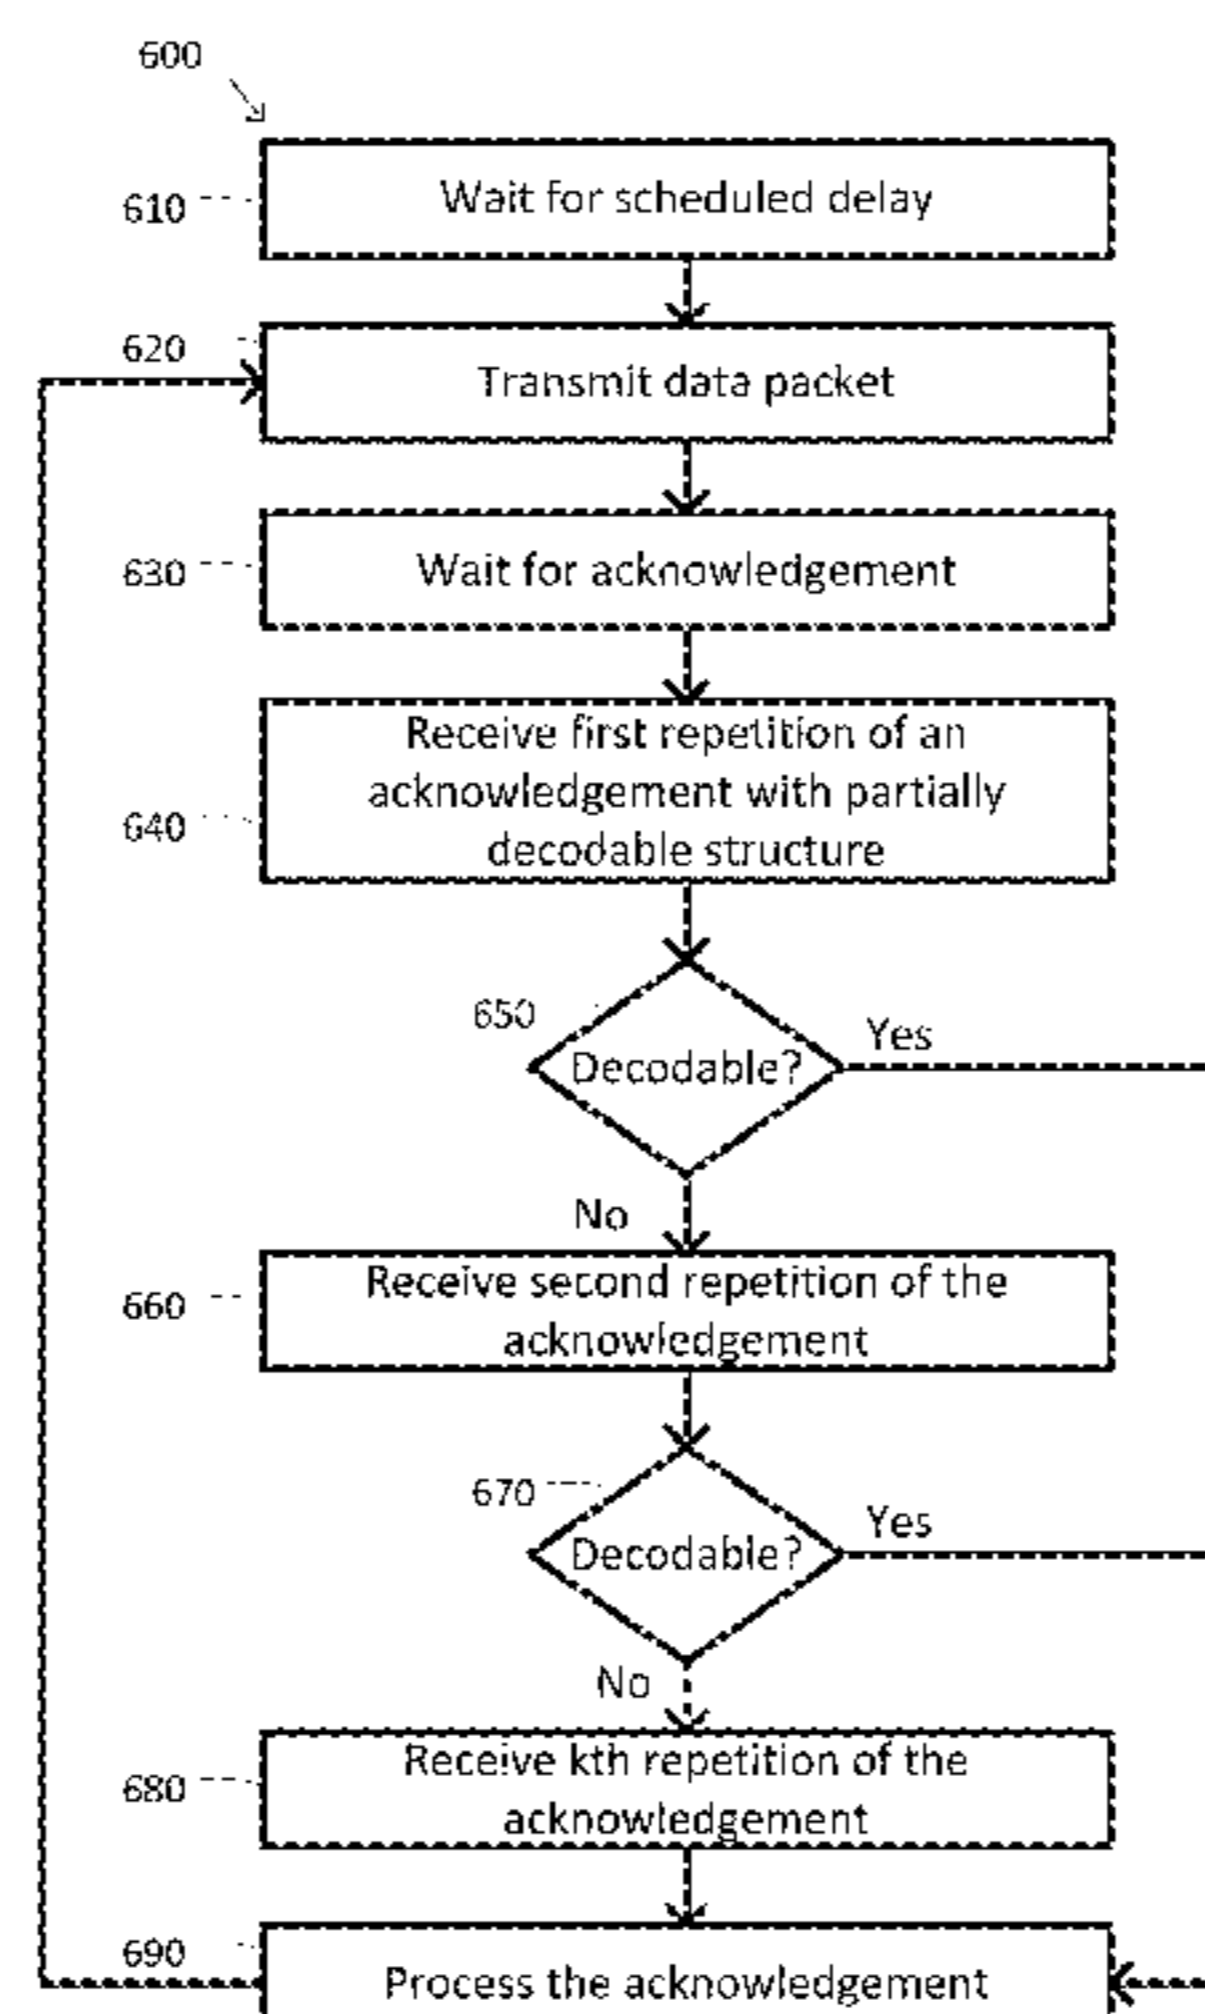 600
610
Wait for scheduled delay
620
Transmit data packet
630
Wait for acknowledgement
640
Receive first repetition of an
acknowledgement with partially
decodable structure
650
Decodable?
Yes
No
660
Receive second repetition of the
acknowledgement
670
Decodable?
Yes
No
680
Receive kth repetition of the
acknowledgement
690
Process the acknowledgement